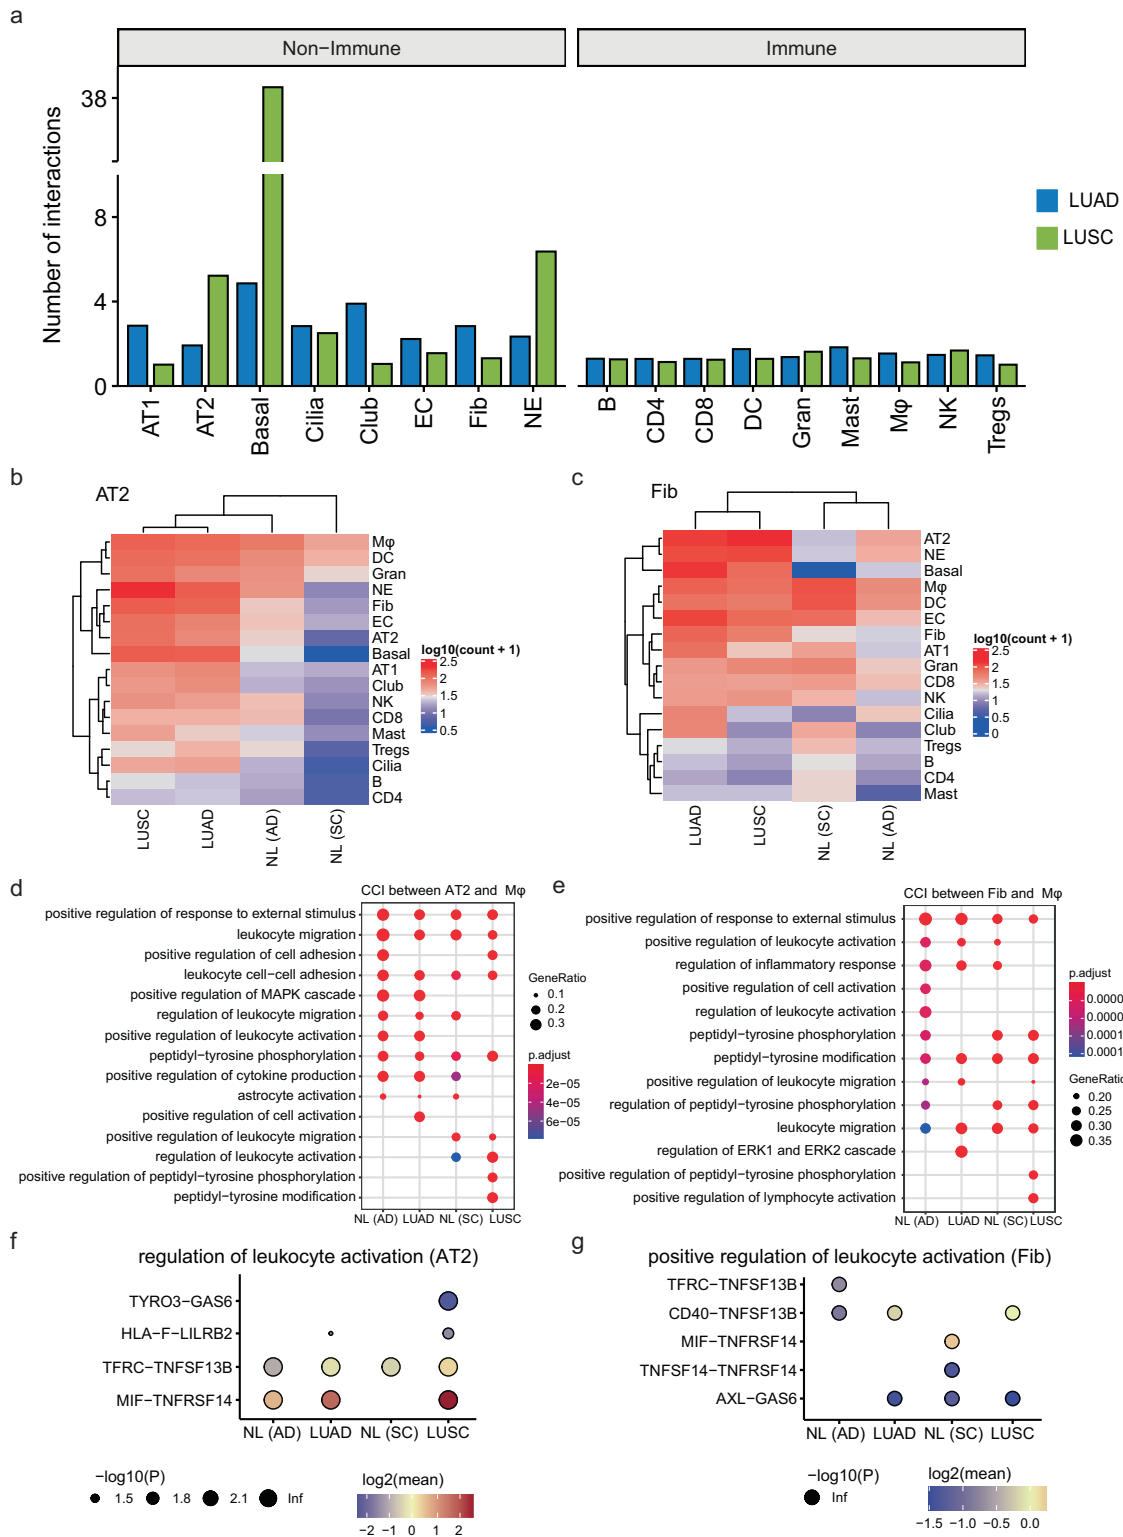 a
Non−Immune
Immune
Number of interactions
38
8
4
0
AT1
AT2
Basal
Cilia
Club
EC
Fib
NE
B
CD4
CD8
DC
Gran
Mast
Mφ
NK
Tregs
LUAD
LUSC
b
AT2
Mφ
DC
Gran
NE
Fib
EC
AT2
Basal
AT1
Club
NK
CD8
Mast
Tregs
Cilia
B
CD4
LUSC
LUAD
NL (AD)
NL (SC)
log10(count + 1)
2.5
2
1.5
1
0.5
c
Fib
AT2
NE
Basal
Mφ
DC
EC
Fib
AT1
Gran
CD8
NK
Cilia
Club
Tregs
B
CD4
Mast
LUAD
LUSC
NL (SC)
NL (AD)
log10(count + 1)
2.5
2
1.5
1
0.5
0
d
CCI between AT2 and Mφ
positive regulation of response to external stimulus
leukocyte migration
positive regulation of cell adhesion
leukocyte cell−cell adhesion
positive regulation of MAPK cascade
regulation of leukocyte migration
positive regulation of leukocyte activation
peptidyl−tyrosine phosphorylation
positive regulation of cytokine production
astrocyte activation
positive regulation of cell activation
positive regulation of leukocyte migration
regulation of leukocyte activation
positive regulation of peptidyl−tyrosine phosphorylation
peptidyl−tyrosine modification
NL (AD)
LUAD
NL (SC)
LUSC
GeneRatio
0.1
0.2
0.3
p.adjust
2e−05
4e−05
6e−05
e
CCI between Fib and Mφ
positive regulation of response to external stimulus
positive regulation of leukocyte activation
regulation of inflammatory response
positive regulation of cell activation
regulation of leukocyte activation
peptidyl−tyrosine phosphorylation
peptidyl−tyrosine modification
positive regulation of leukocyte migration
regulation of peptidyl−tyrosine phosphorylation
leukocyte migration
regulation of ERK1 and ERK2 cascade
positive regulation of peptidyl−tyrosine phosphorylation
positive regulation of lymphocyte activation
NL (AD)
LUAD
NL (SC)
LUSC
p.adjust
0.0000
0.0000
0.0001
0.0001
GeneRatio
0.20
0.25
0.30
0.35
f
regulation of leukocyte activation (AT2)
TYRO3−GAS6
HLA−F−LILRB2
TFRC−TNFSF13B
MIF−TNFRSF14
NL (AD)
LUAD
NL (SC)
LUSC
−log10(P)
1.5
1.8
2.1
Inf
log2(mean)
−2
−1
0
1
2
g
positive regulation of leukocyte activation (Fib)
TFRC−TNFSF13B
CD40−TNFSF13B
MIF−TNFRSF14
TNFSF14−TNFRSF14
AXL−GAS6
NL (AD)
LUAD
NL (SC)
LUSC
−log10(P)
Inf
log2(mean)
−1.5
−1.0
−0.5
0.0